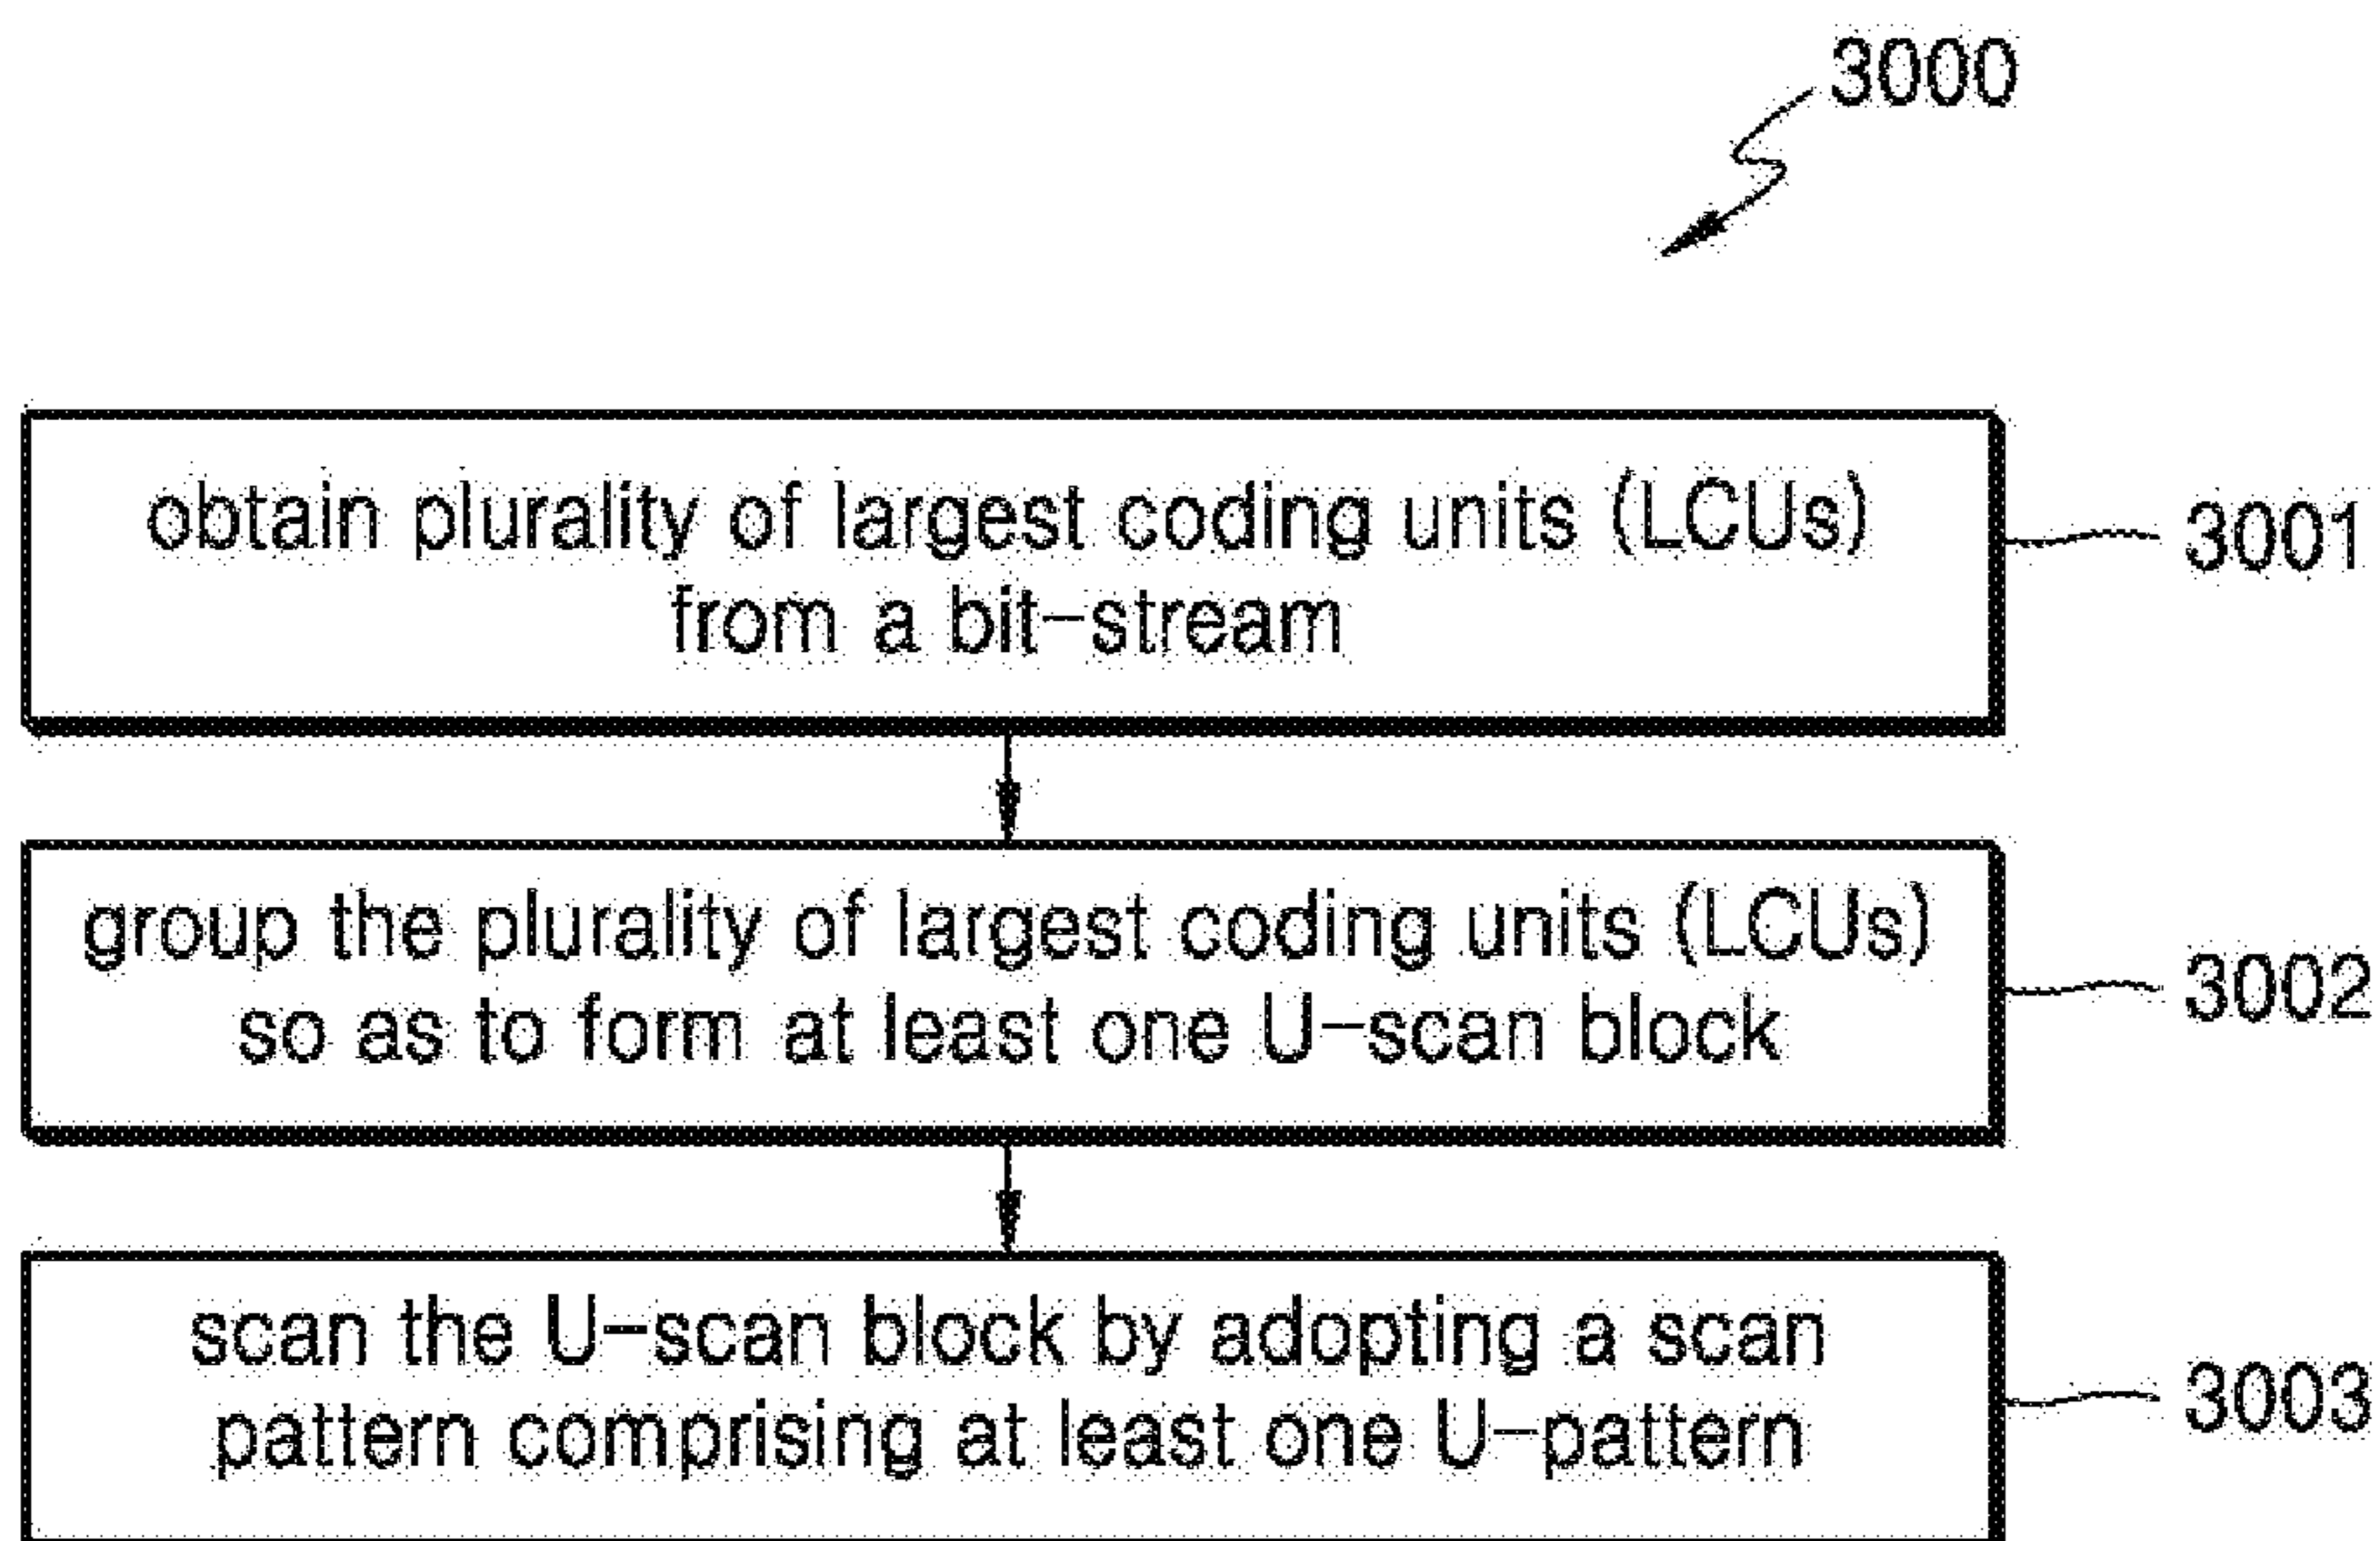 3000
obtain plurality of largest coding units (LCUs)
from a bit-stream
3001
group the plurality of largest coding units (LCUs)
so as to form at least one U-scan block
3002
scan the U-scan block by adopting a scan
pattern comprising at least one U-pattern
3003